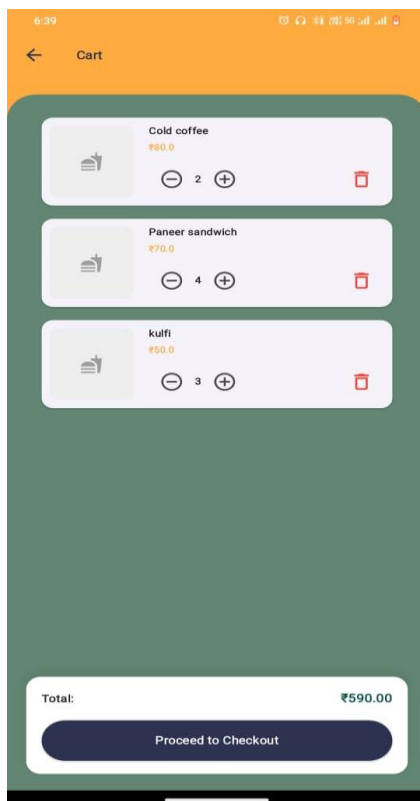 6:39
5G
Cart
Cold coffee
₹80.0
2
Paneer sandwich
₹70.0
4
kulfi
₹50.0
3
Total: ₹590.00
Proceed to Checkout